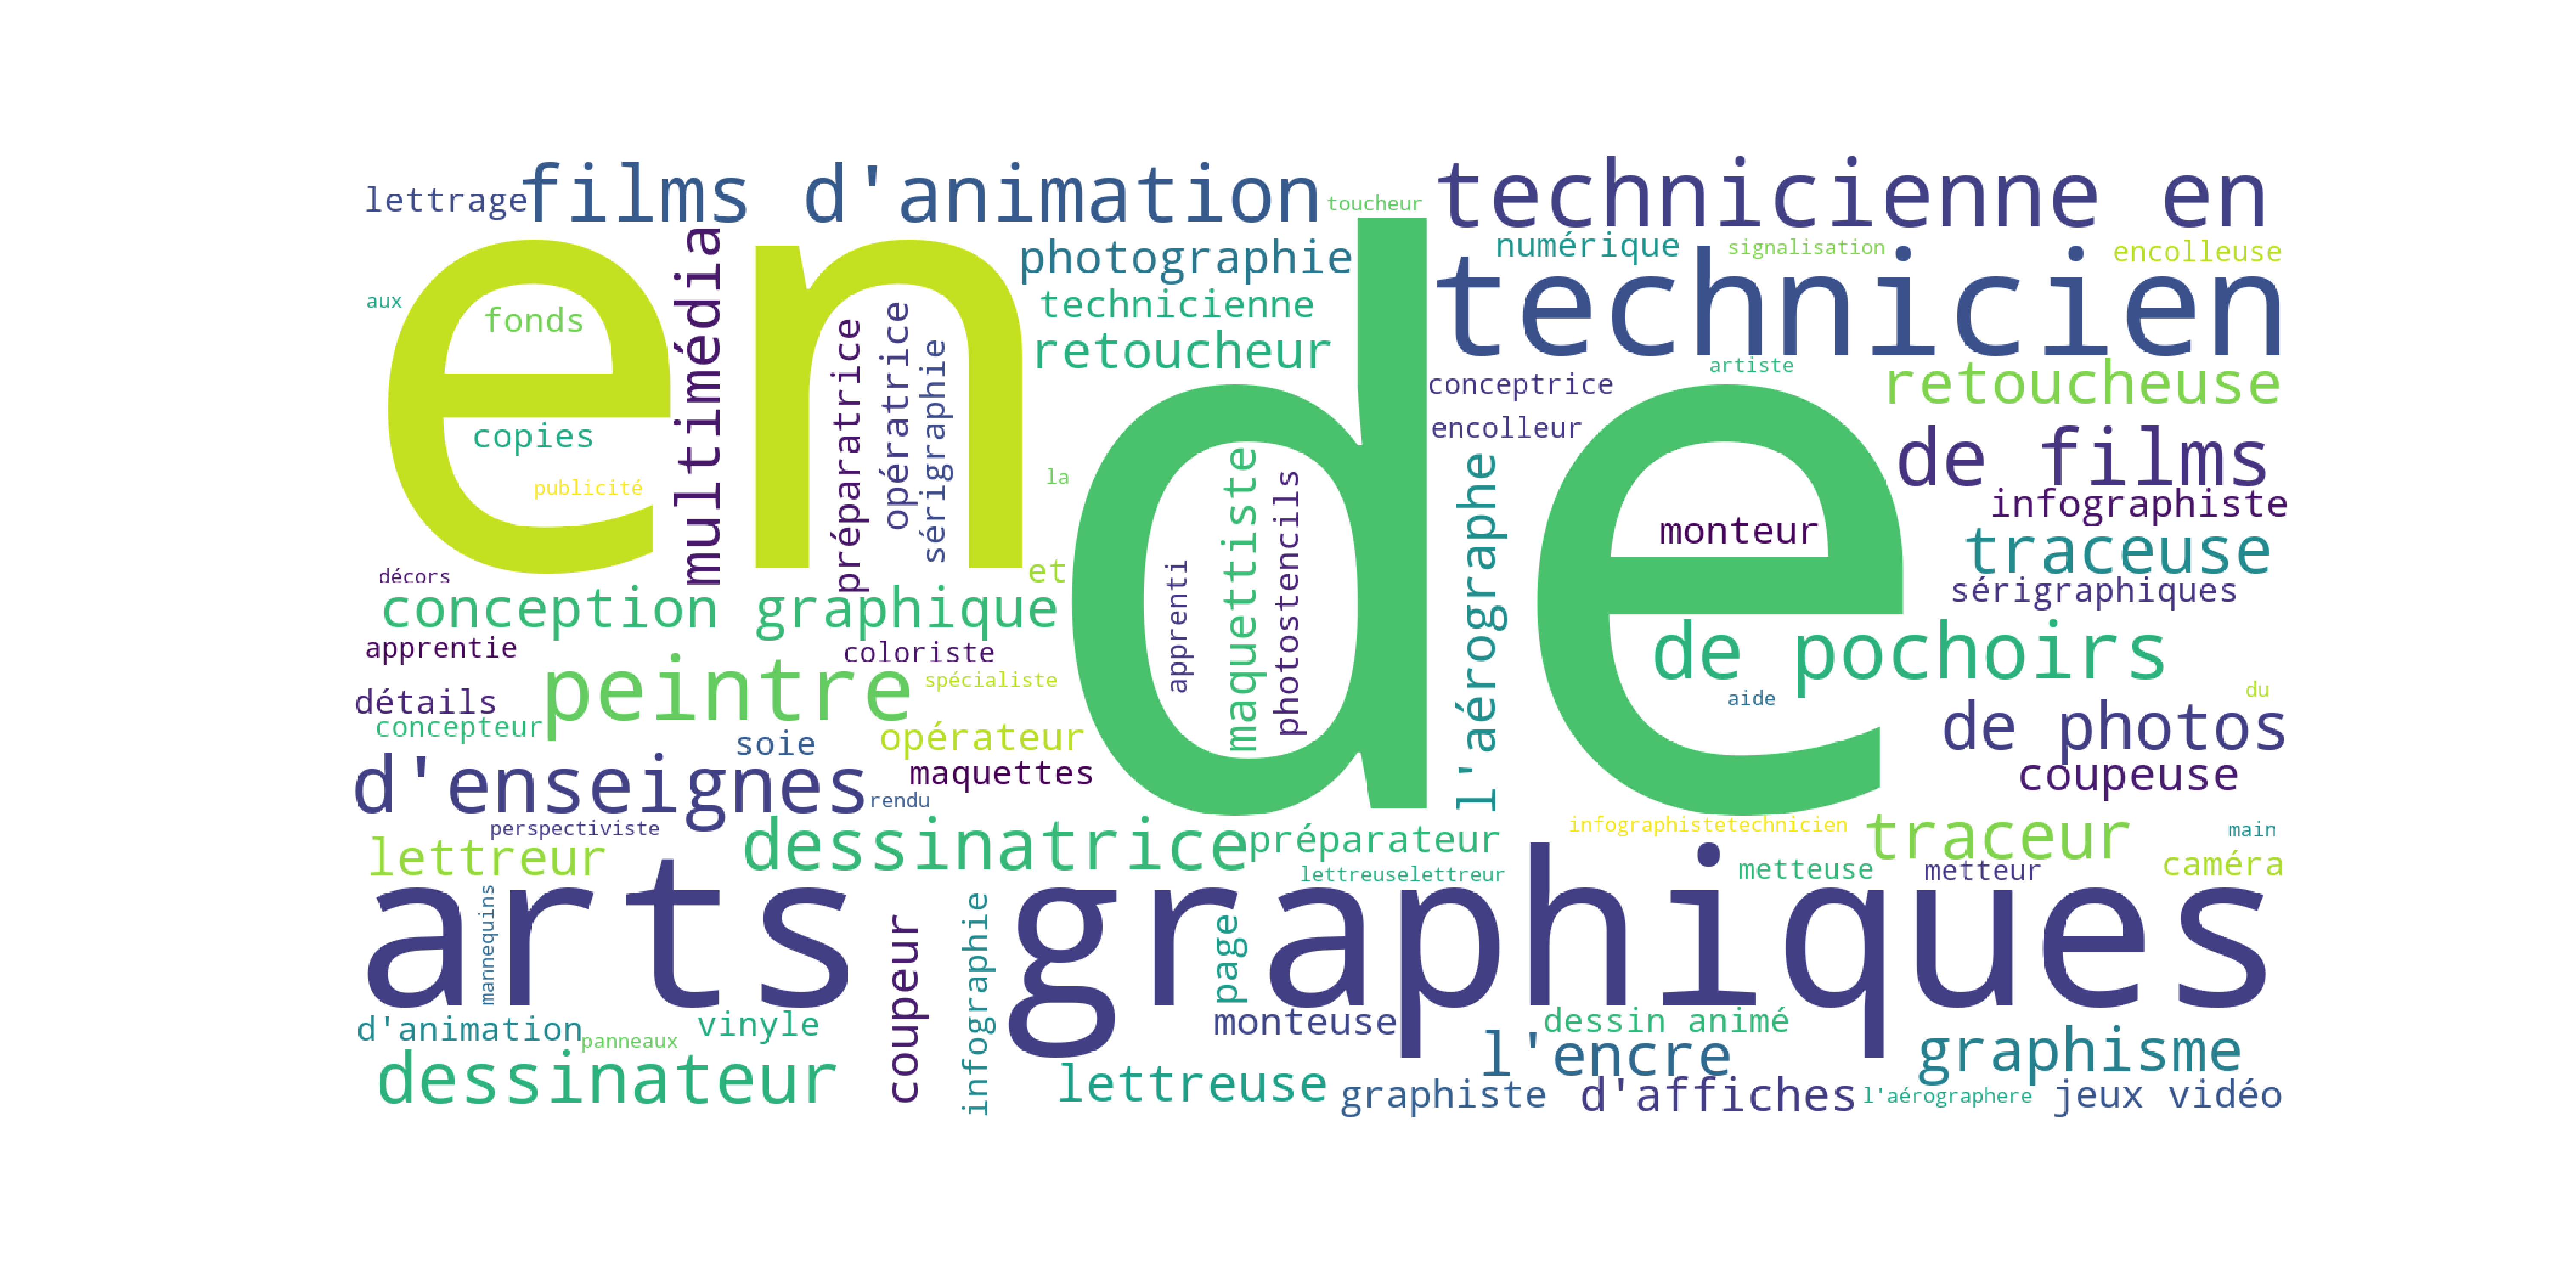 lettrage
films d'animation
toucheur
technicienne en
en
de
multimédia
photographie
numérique
signalisation
encolleuse
technicien
aux
fonds
technicienne
retoucheur
préparatrice
opératrice
sérigraphie
artiste
conceptrice
retoucheuse
encolleur
copies
publicité
la
maquettiste
photostencils
apprenti
l'aérographe
de films
infographiste
monteur
traceuse
sérigraphiques
décors
et
conception graphique
apprentie
coloriste
peintre
spécialiste
de pochoirs
détails
concepteur
soie
opérateur
maquettes
aide
du
de photos
coupeuse
d'enseignes
rendu
perspectiviste
lettreur
dessinatrice
préparateur
infographistetechnicien
traceur
main
lettreuselettreur
metteuse
metteur
caméra
arts graphiques
mannequins
coupeur
infographie
page
d'animation
panneaux
vinyle
monteuse
dessin animé
l'encre
graphisme
dessinateur
lettreuse
graphiste
d'affiches
l'aérographere
jeux vidéo